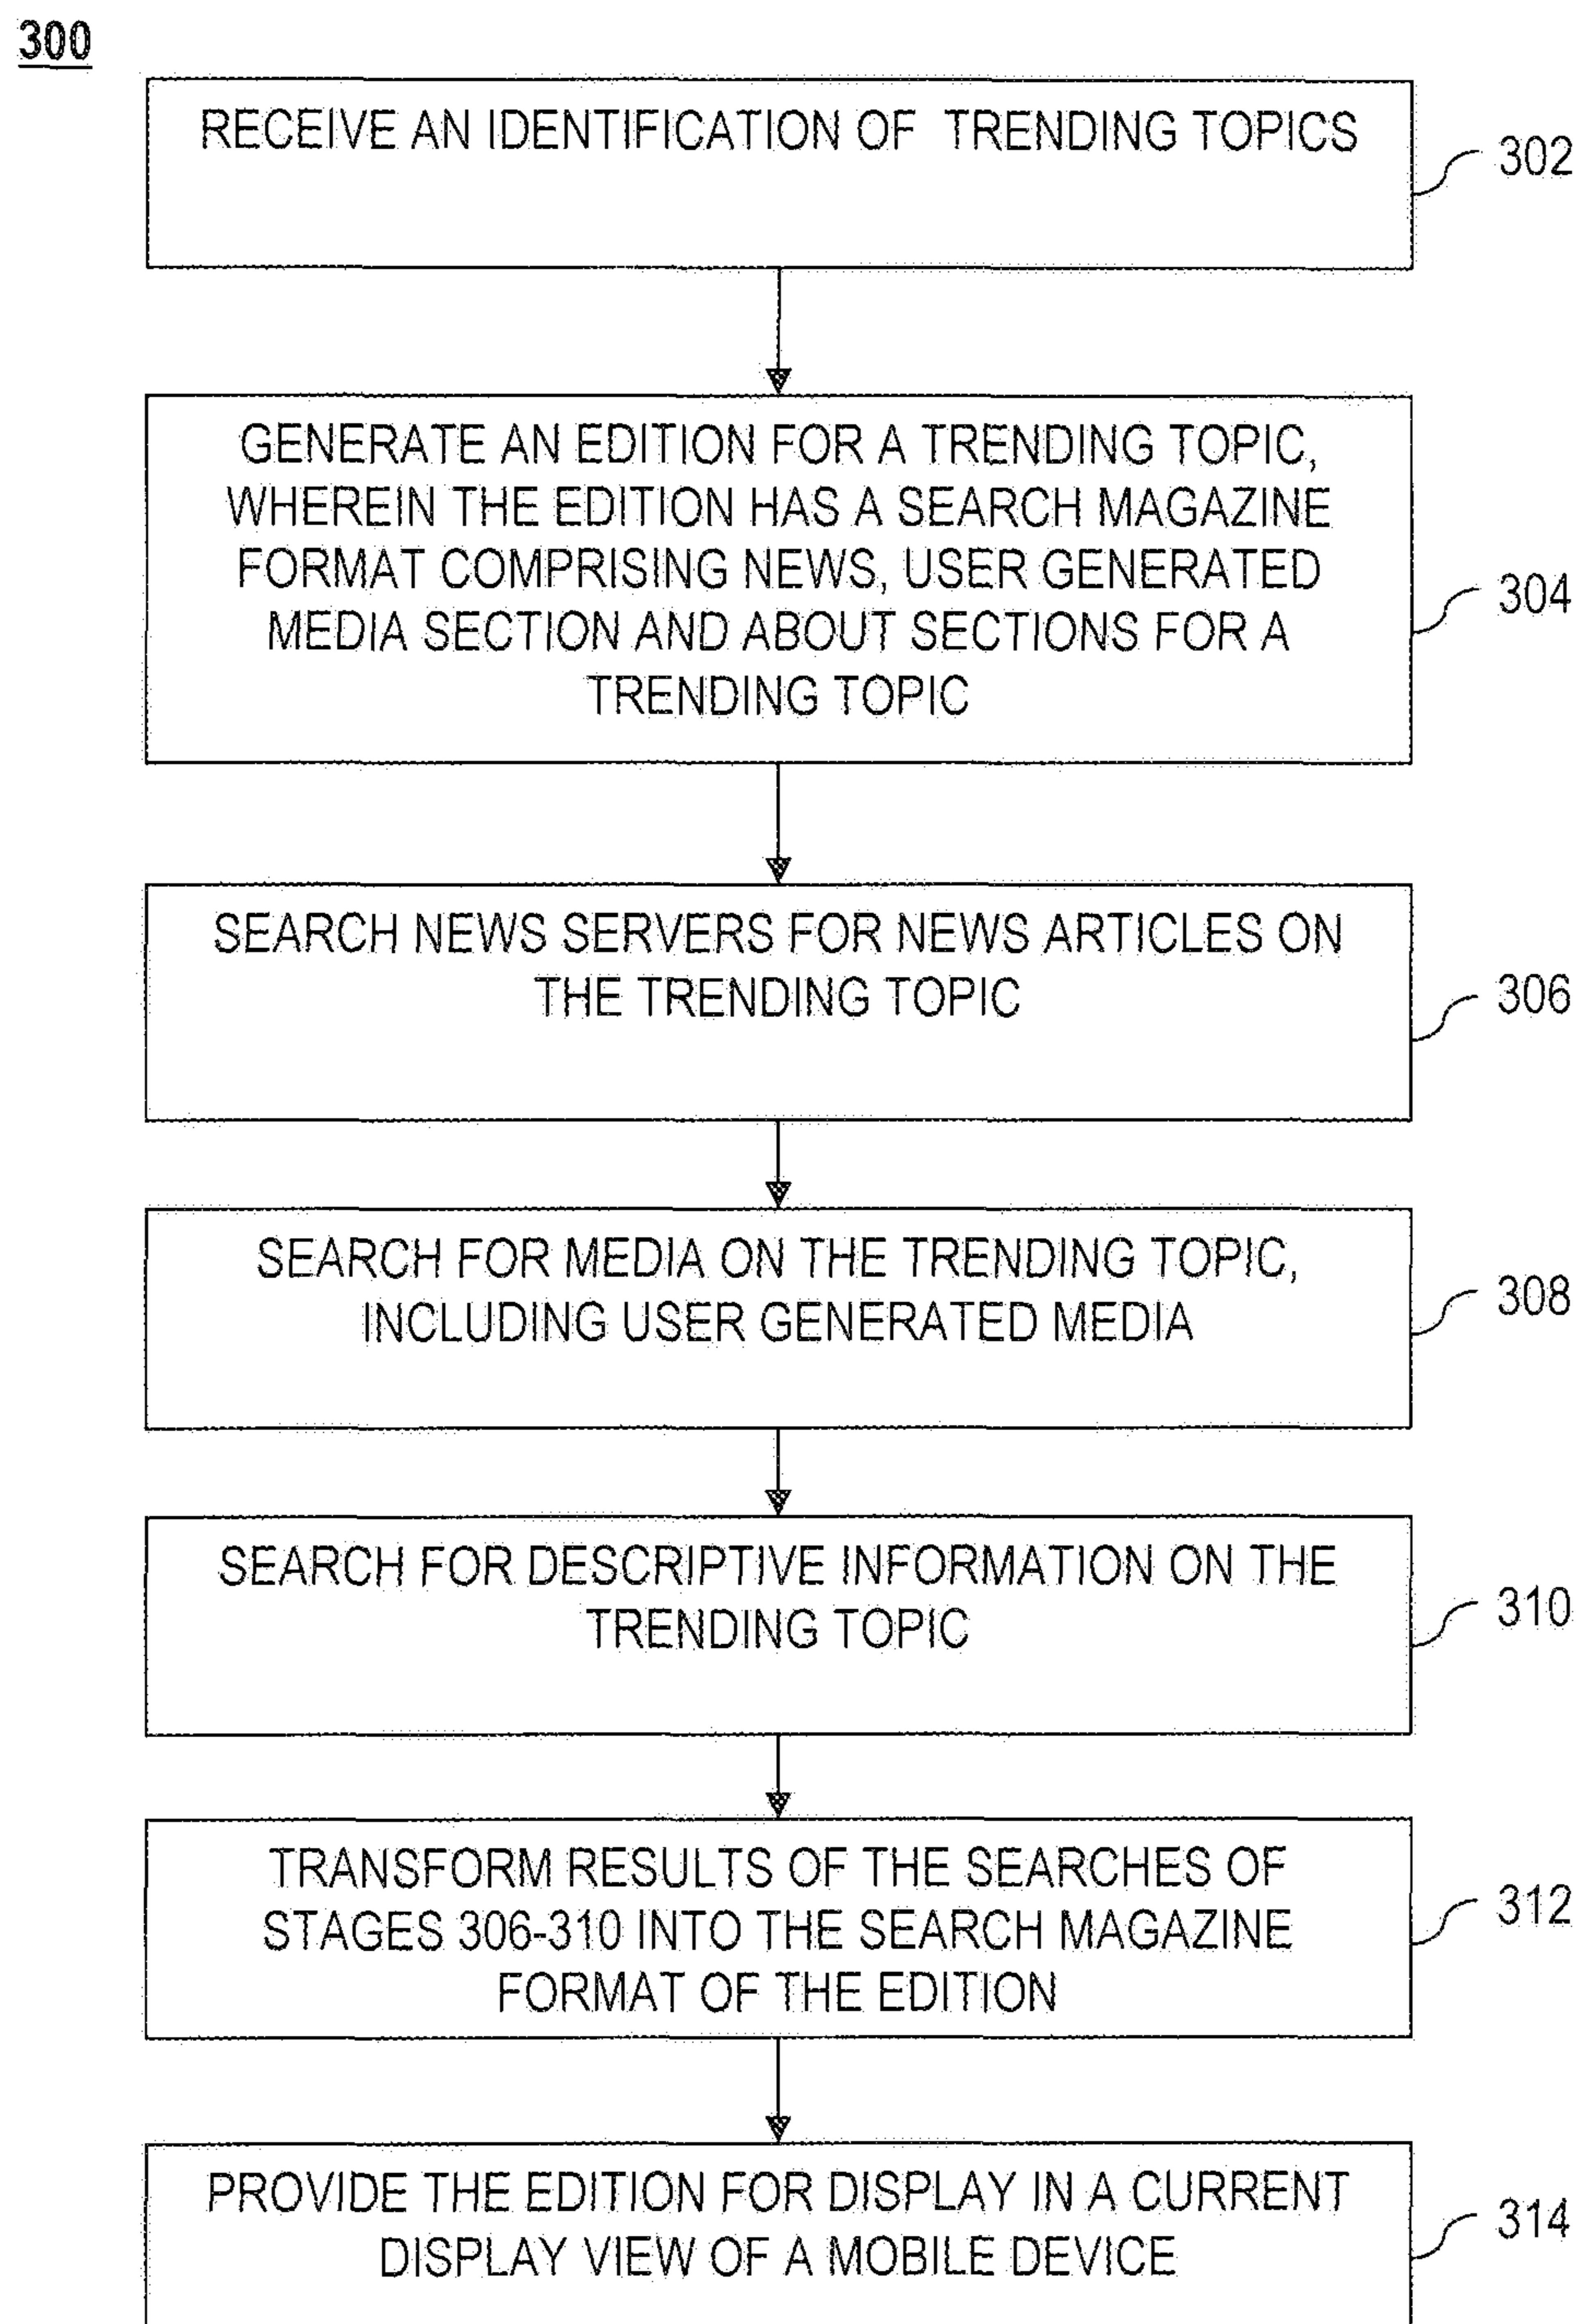 300
RECEIVE AN IDENTIFICATION OF TRENDING TOPICS
302
GENERATE AN EDITION FOR A TRENDING TOPIC,
WHEREIN THE EDITION HAS A SEARCH MAGAZINE
FORMAT COMPRISING NEWS, USER GENERATED
MEDIA SECTION AND ABOUT SECTIONS FOR A
TRENDING TOPIC
304
SEARCH NEWS SERVERS FOR NEWS ARTICLES ON
THE TRENDING TOPIC
306
SEARCH FOR MEDIA ON THE TRENDING TOPIC,
INCLUDING USER GENERATED MEDIA
308
SEARCH FOR DESCRIPTIVE INFORMATION ON THE
TRENDING TOPIC
310
TRANSFORM RESULTS OF THE SEARCHES OF
STAGES 306-310 INTO THE SEARCH MAGAZINE
FORMAT OF THE EDITION
312
PROVIDE THE EDITION FOR DISPLAY IN A CURRENT
DISPLAY VIEW OF A MOBILE DEVICE
314